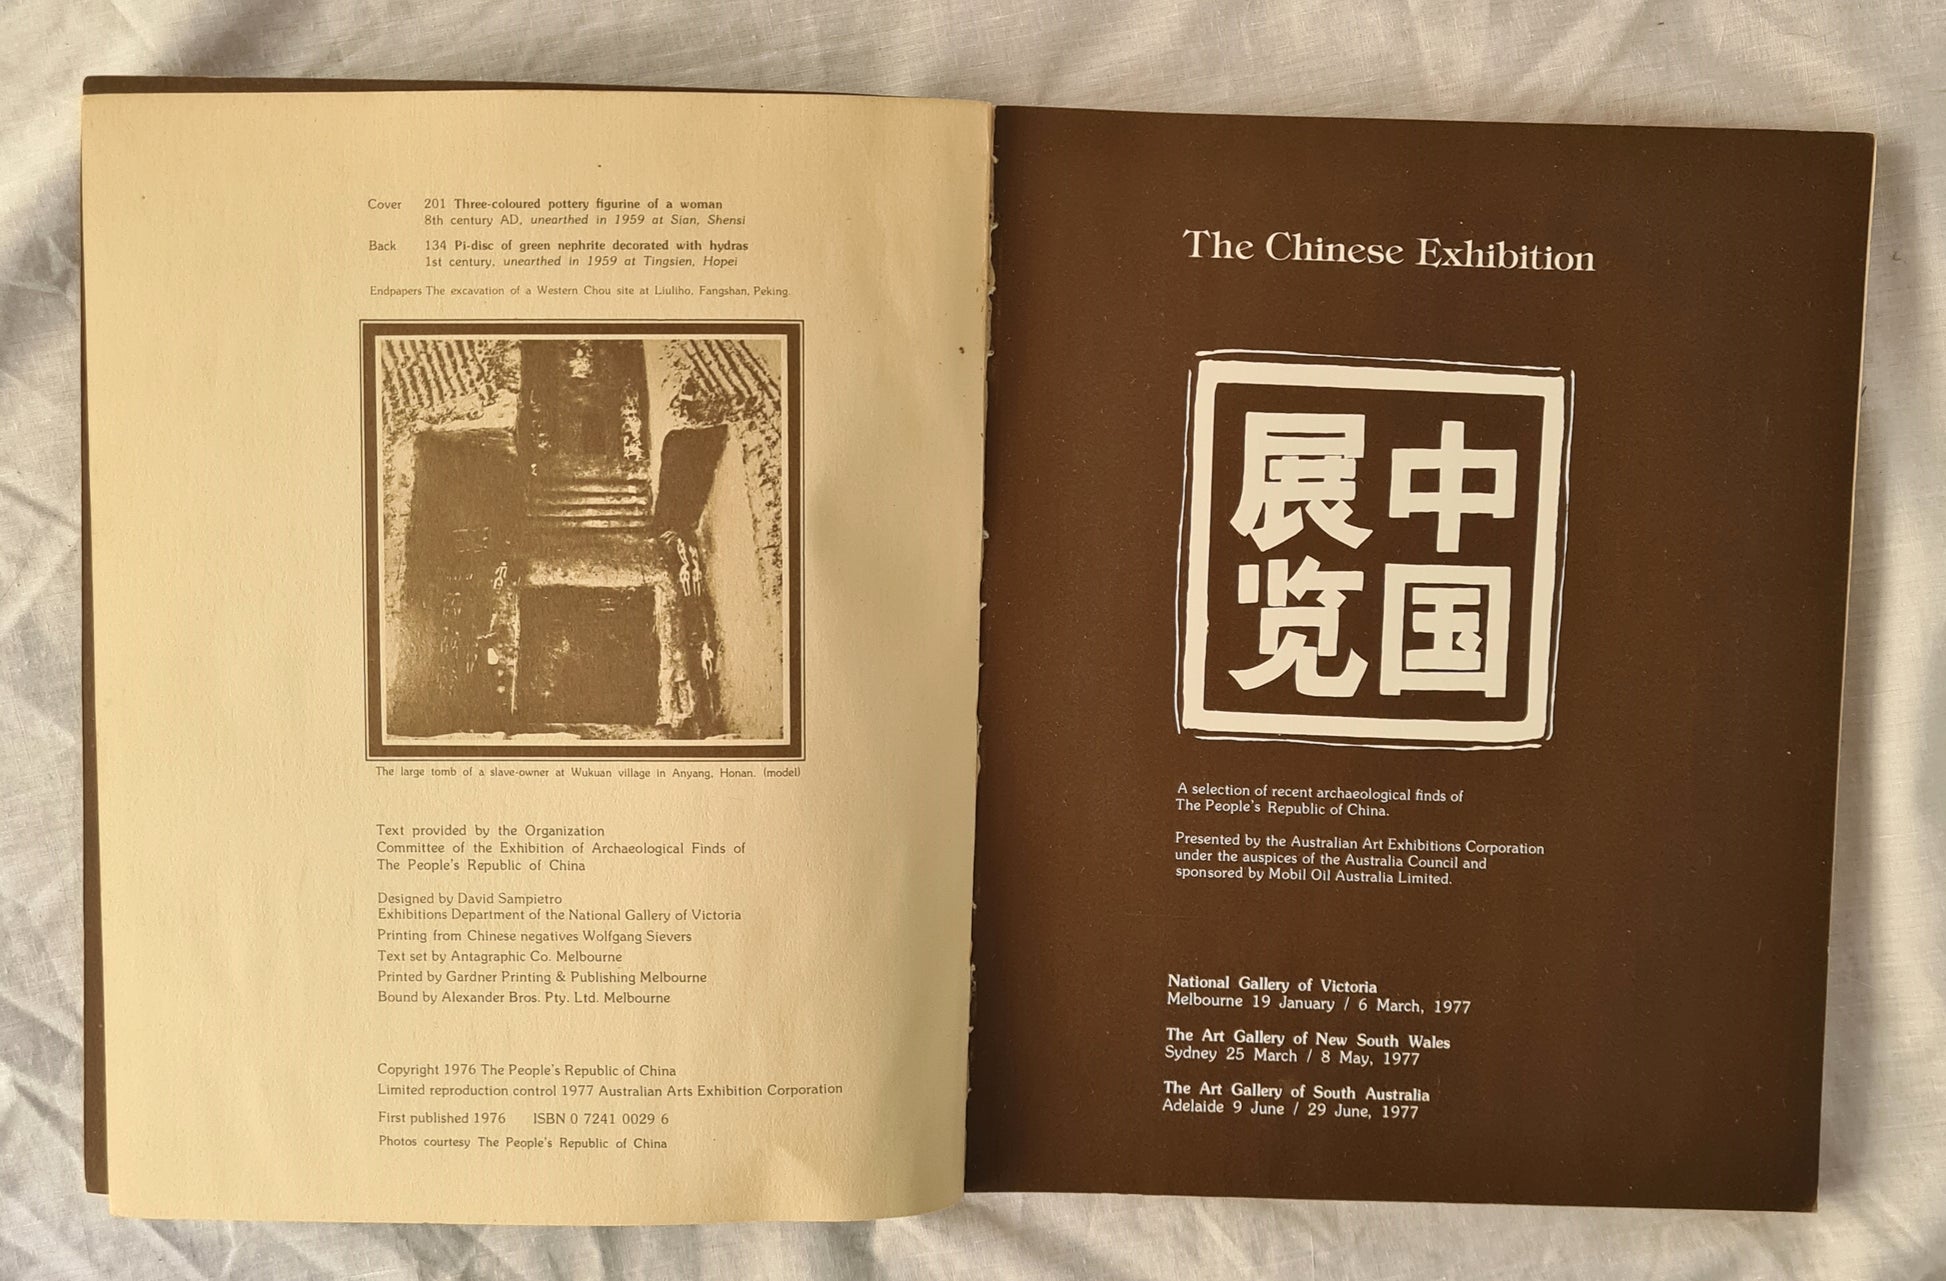 Cover 201 Three-coloured pottery figurine of a woman
8th century AD, unearthed in 1959 at Sian, Shensi
Back 134 Pi-disc of green nephrite decorated with hydras
1st century, unearthed in 1959 at Tingsien, Hopei
Endpapers The excavation of a Western Chou site at Liuliho, Fangshan, Peking.
The large tomb of a slave-owner at Wukuan village in Anyang, Honan. (model)
Text provided by the Organization
Committee of the Exhibition of Archaeological Finds of
The People's Republic of China
Designed by David Sampietro
Exhibitions Department of the National Gallery of Victoria
Printing from Chinese negatives Wolfgang Sievers
Text set by Antagraphic Co. Melbourne
Printed by Gardner Printing & Publishing Melbourne
Bound by Alexander Bros. Pty. Ltd. Melbourne
Copyright 1976 The People's Republic of China
Limited reproduction control 1977 Australian Arts Exhibition Corporation
First published 1976 ISBN 0 7241 0029 6
Photos courtesy The People's Republic of China
The Chinese Exhibition
中国
展览
A selection of recent archaeological finds of
The People's Republic of China.
Presented by the Australian Art Exhibitions Corporation
under the auspices of the Australia Council and
sponsored by Mobil Oil Australia Limited.
National Gallery of Victoria
Melbourne 19 January / 6 March, 1977
The Art Gallery of New South Wales
Sydney 25 March / 8 May, 1977
The Art Gallery of South Australia
Adelaide 9 June / 29 June, 1977